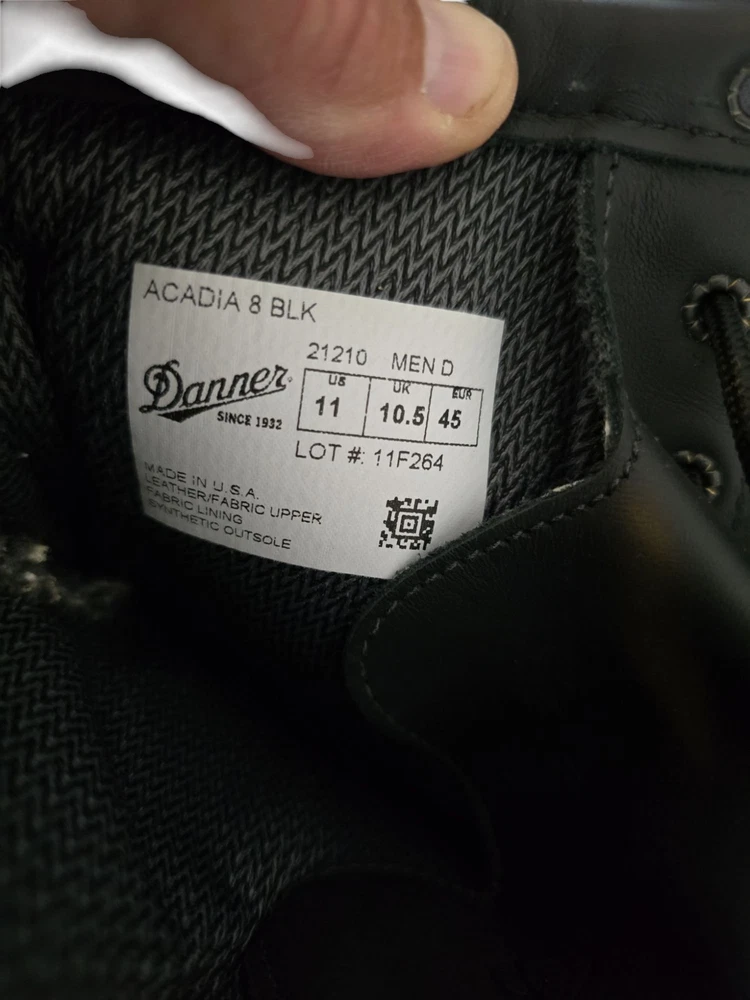 ACADIA 8 BLK
21210 MEN D
Danner
SINCE 1932
US UK EUR
11 10.5 45
LOT #: 11F264
MADE IN U.S.A.
LEATHER/FABRIC UPPER
FABRIC LINING
SYNTHETIC OUTSOLE